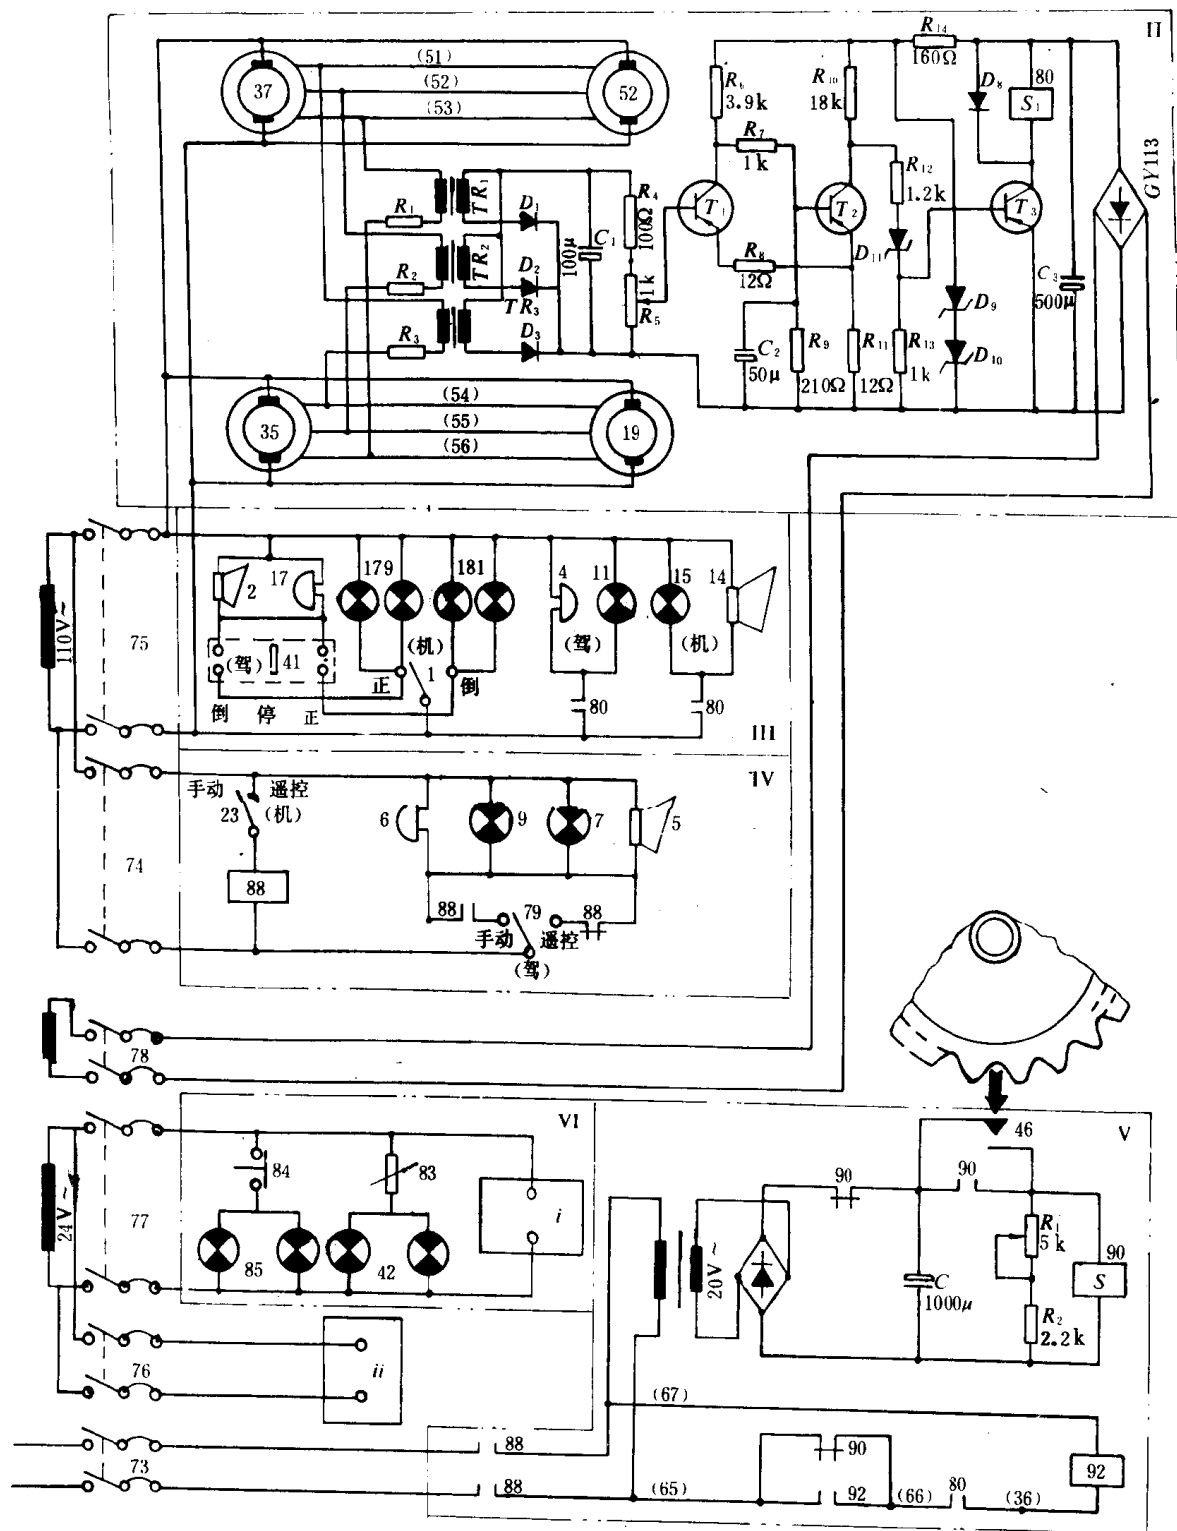 II
R₁₄
160Ω
(51)
37
(52)
52
(53)
R₆
3.9k
R₁₀
18k
D₈
80
S₁
GY113
R₇
1k
R₁₂
1.2k
TR₁
R₁
D₁
R₄
100Ω
T₁
T₂
T₃
C₁
100μ
TR₂
R₂
D₂
R₈
12Ω
D₁₁
1k
R₅
TR₃
R₃
D₃
C₃
500μ
D₉
C₂
50μ
R₉
210Ω
R₁₁
12Ω
R₁₃
1k
D₁₀
(54)
35
(55)
19
(56)
110V~
75
2
17
179
181
4
11
15
14
(驾)
41
(机)
1
(驾)
(机)
正
倒
倒 停 正
80
80
III
IV
手动 遥控
23 (机)
6
9
7
5
74
88
88
79
88
手动 遥控
(驾)
78
VI
V
46
24V~
77
84
83
i
85
42
90
90
20V~
R₁
5k
90
S
C
1000μ
R₂
2.2k
76
ii
(67)
73
88
90
92
88
(65)
92
(66)
80
(36)